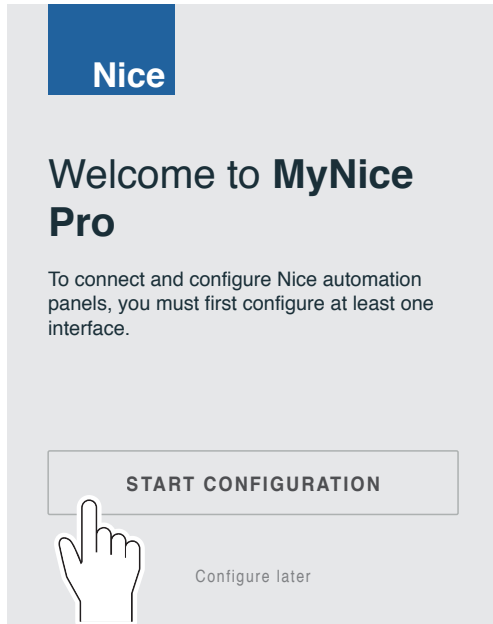 Nice
Welcome to MyNice
Pro
To connect and configure Nice automation
panels, you must first configure at least one
interface.
START CONFIGURATION
Configure later